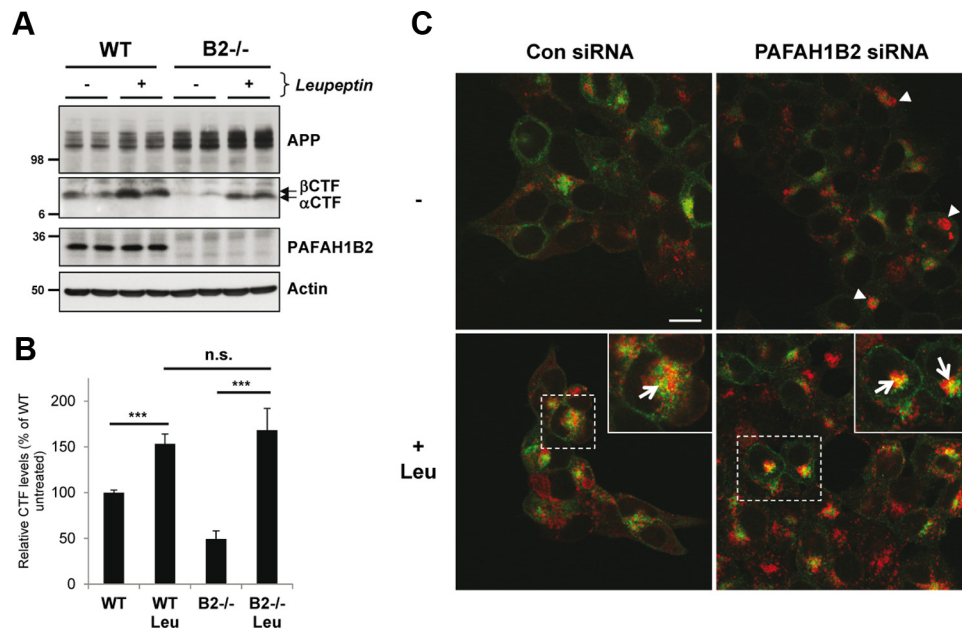 A
WT B2-/-
- + - + Leupeptin
APP
98
βCTF
αCTF
6
36
PAFAH1B2
50
Actin
B
n.s.
*** ***
Relative CTF levels (% of WT
untreated)
200
150
100
50
0
WT WT B2-/- B2-/-
Leu Leu
C
Con siRNA PAFAH1B2 siRNA
-
+
Leu